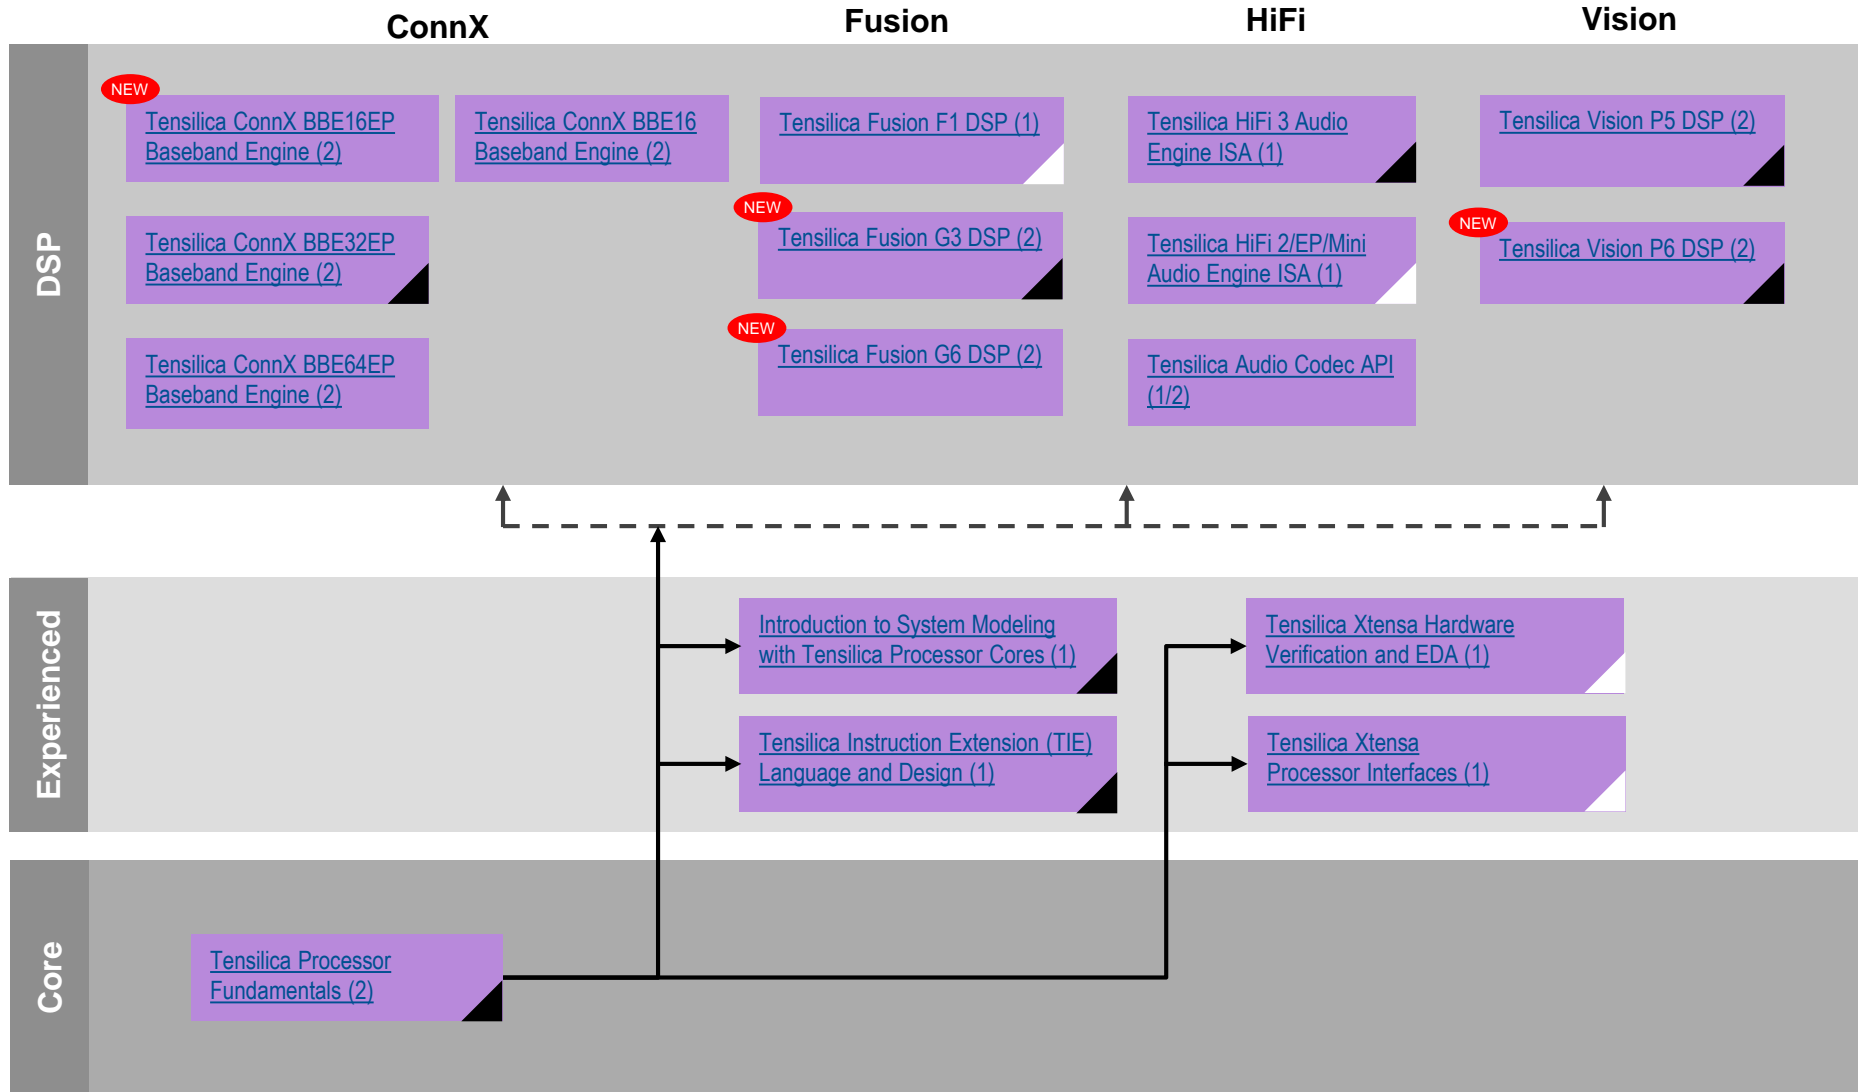 ConnX
Fusion
HiFi
Vision
DSP
NEW
Tensilica ConnX BBE16EP
Baseband Engine (2)
Tensilica ConnX BBE16
Baseband Engine (2)
Tensilica Fusion F1 DSP (1)
Tensilica HiFi 3 Audio
Engine ISA (1)
Tensilica Vision P5 DSP (2)
Tensilica ConnX BBE32EP
Baseband Engine (2)
NEW
Tensilica Fusion G3 DSP (2)
Tensilica HiFi 2/EP/Mini
Audio Engine ISA (1)
NEW
Tensilica Vision P6 DSP (2)
Tensilica ConnX BBE64EP
Baseband Engine (2)
NEW
Tensilica Fusion G6 DSP (2)
Tensilica Audio Codec API
(1/2)
Experienced
Introduction to System Modeling
with Tensilica Processor Cores (1)
Tensilica Xtensa Hardware
Verification and EDA (1)
Tensilica Instruction Extension (TIE)
Language and Design (1)
Tensilica Xtensa
Processor Interfaces (1)
Core
Tensilica Processor
Fundamentals (2)